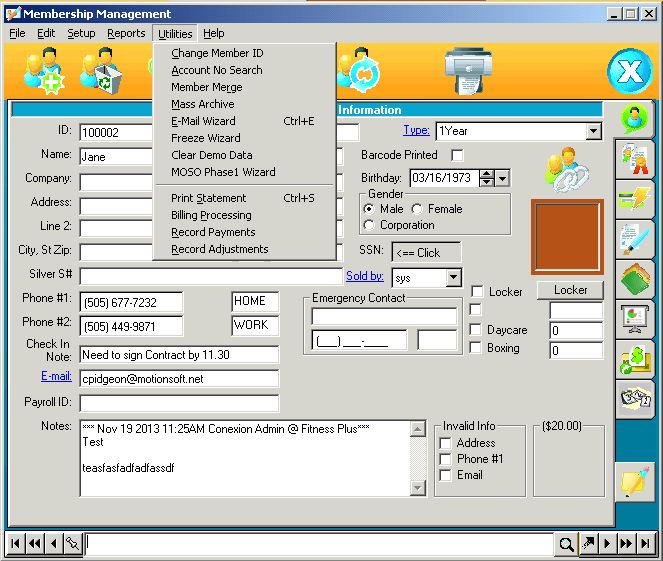 Membership Management
File Edit Setup Reports Utilities Help
Change Member ID
Account No Search
Member Merge
Mass Archive
E-Mail Wizard Ctrl+E
Freeze Wizard
Clear Demo Data
MOSO Phase1 Wizard
Print Statement Ctrl+S
Billing Processing
Record Payments
Record Adjustments
Information
ID: 100002
Type: 1Year
Name: Jane
Barcode Printed
Company:
Birthday: 03/16/1973
Address:
Gender
Male Female
Corporation
Line 2:
City, St Zip:
SSN: <== Click
Silver S#
Sold by: sys
Phone #1: (505) 677-7232 HOME
Phone #2: (505) 449-9871 WORK
Emergency Contact
(___) ___-____
Locker Locker
Daycare 0
Boxing 0
Check In
Note: Need to sign Contract by 11.30
E-mail: cpidgeon@motionsoft.net
Payroll ID:
Notes: *** Nov 19 2013 11:25AM Conexion Admin @ Fitness Plus***
Test
teasfasfadfadfassdf
Invalid Info
Address
Phone #1
Email
($20.00)